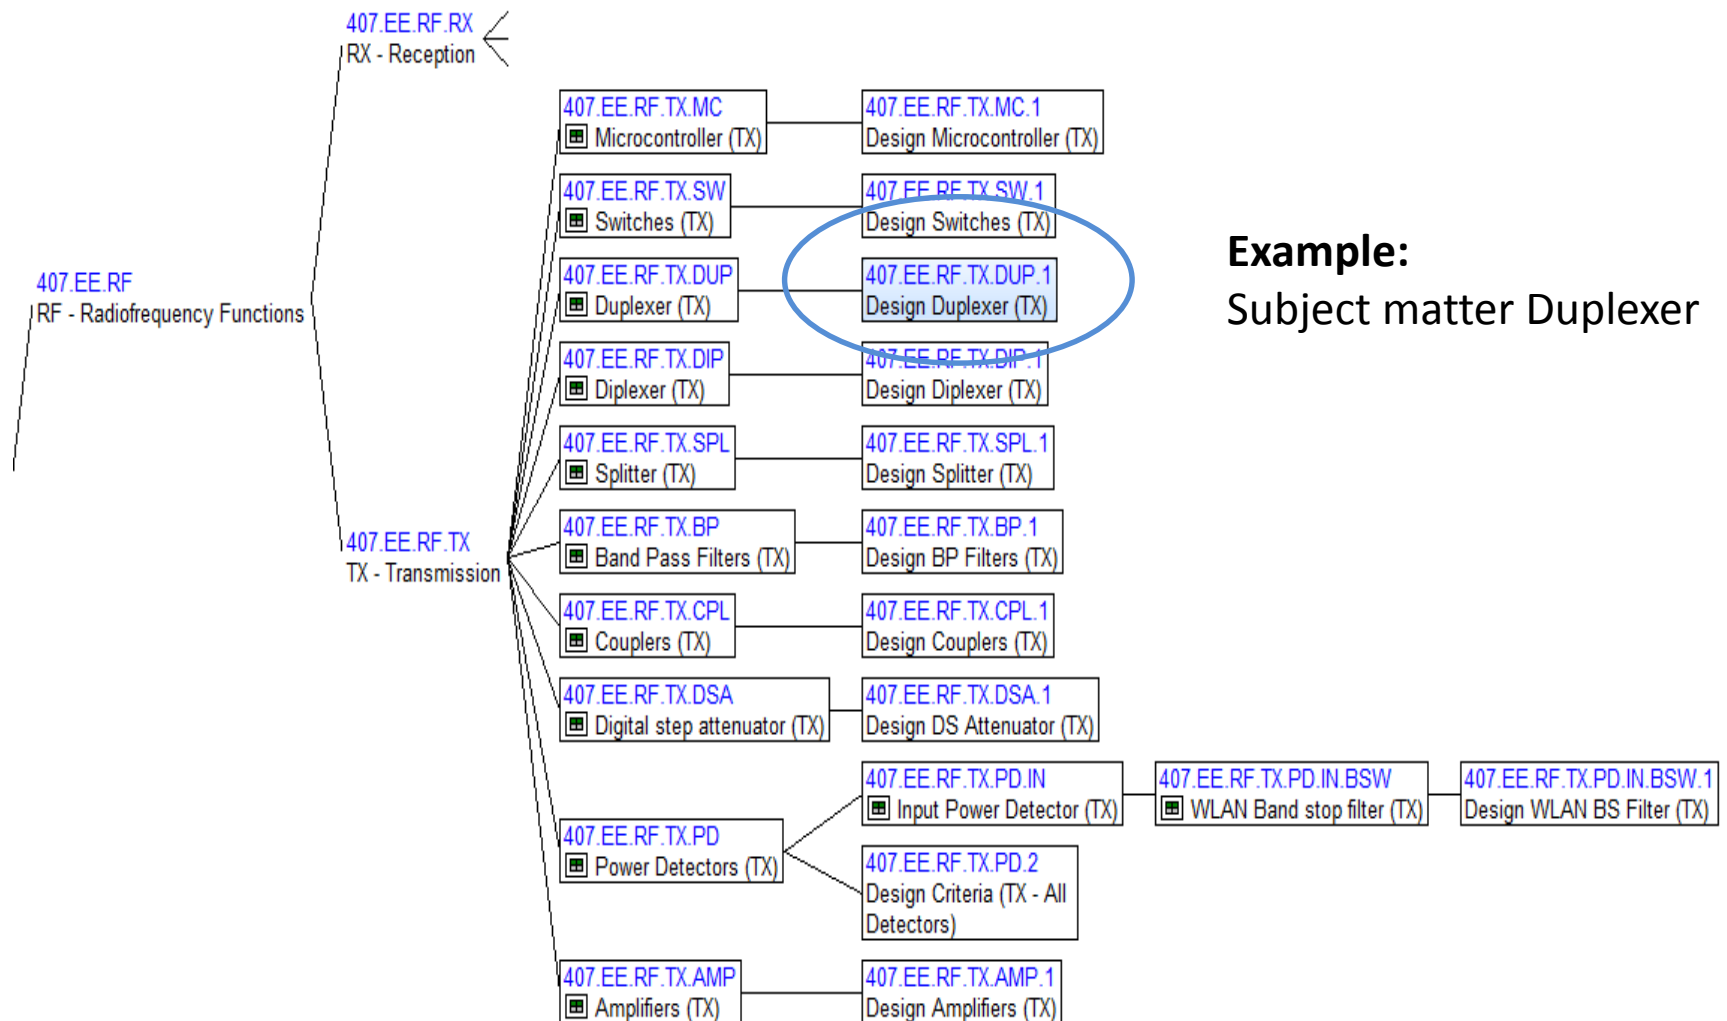 407.EE.RF.RX
RX - Reception
407.EE.RF.TX.MC
Microcontroller (TX)
407.EE.RF.TX.MC.1
Design Microcontroller (TX)
407.EE.RF.TX.SW
Switches (TX)
407.EE.RF.TX.SW.1
Design Switches (TX)
Example:
Subject matter Duplexer
407.EE.RF
RF - Radiofrequency Functions
407.EE.RF.TX.DUP
Duplexer (TX)
407.EE.RF.TX.DUP.1
Design Duplexer (TX)
407.EE.RF.TX.DIP
Diplexer (TX)
407.EE.RF.TX.DIP.1
Design Diplexer (TX)
407.EE.RF.TX.SPL
Splitter (TX)
407.EE.RF.TX.SPL.1
Design Splitter (TX)
407.EE.RF.TX
TX - Transmission
407.EE.RF.TX.BP
Band Pass Filters (TX)
407.EE.RF.TX.BP.1
Design BP Filters (TX)
407.EE.RF.TX.CPL
Couplers (TX)
407.EE.RF.TX.CPL.1
Design Couplers (TX)
407.EE.RF.TX.DSA
Digital step attenuator (TX)
407.EE.RF.TX.DSA.1
Design DS Attenuator (TX)
407.EE.RF.TX.PD
Power Detectors (TX)
407.EE.RF.TX.PD.IN
Input Power Detector (TX)
407.EE.RF.TX.PD.IN.BSW
WLAN Band stop filter (TX)
407.EE.RF.TX.PD.IN.BSW.1
Design WLAN BS Filter (TX)
407.EE.RF.TX.PD.2
Design Criteria (TX - All
Detectors)
407.EE.RF.TX.AMP
Amplifiers (TX)
407.EE.RF.TX.AMP.1
Design Amplifiers (TX)